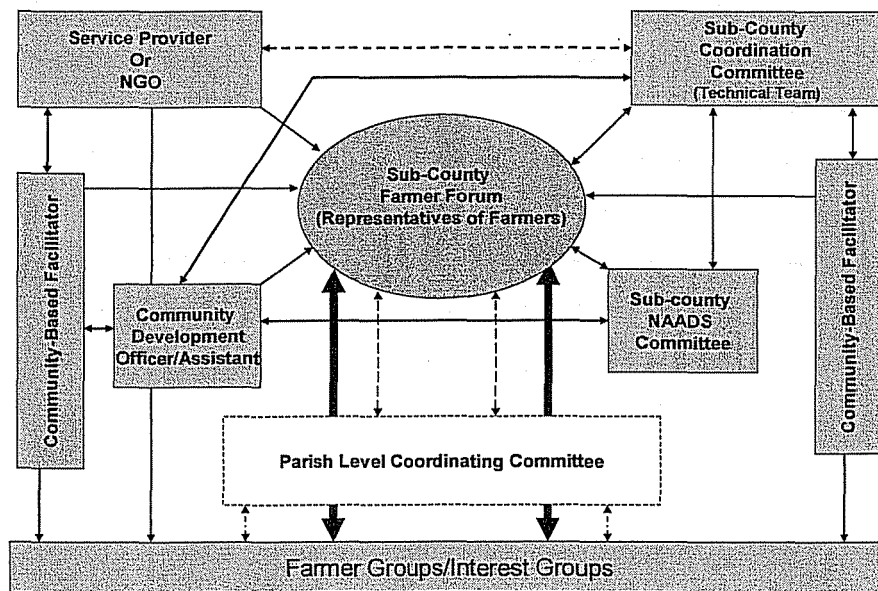 Service Provider
Or
NGO
Sub-County
Coordination
Committee
(Technical Team)
Sub-County
Farmer Forum
(Representatives of Farmers)
Community-Based Facilitator
Community
Development
Officer/Assistant
Sub-county
NAADS
Committee
Community-Based Facilitator
Parish Level Coordinating Committee
Farmer Groups/Interest Groups